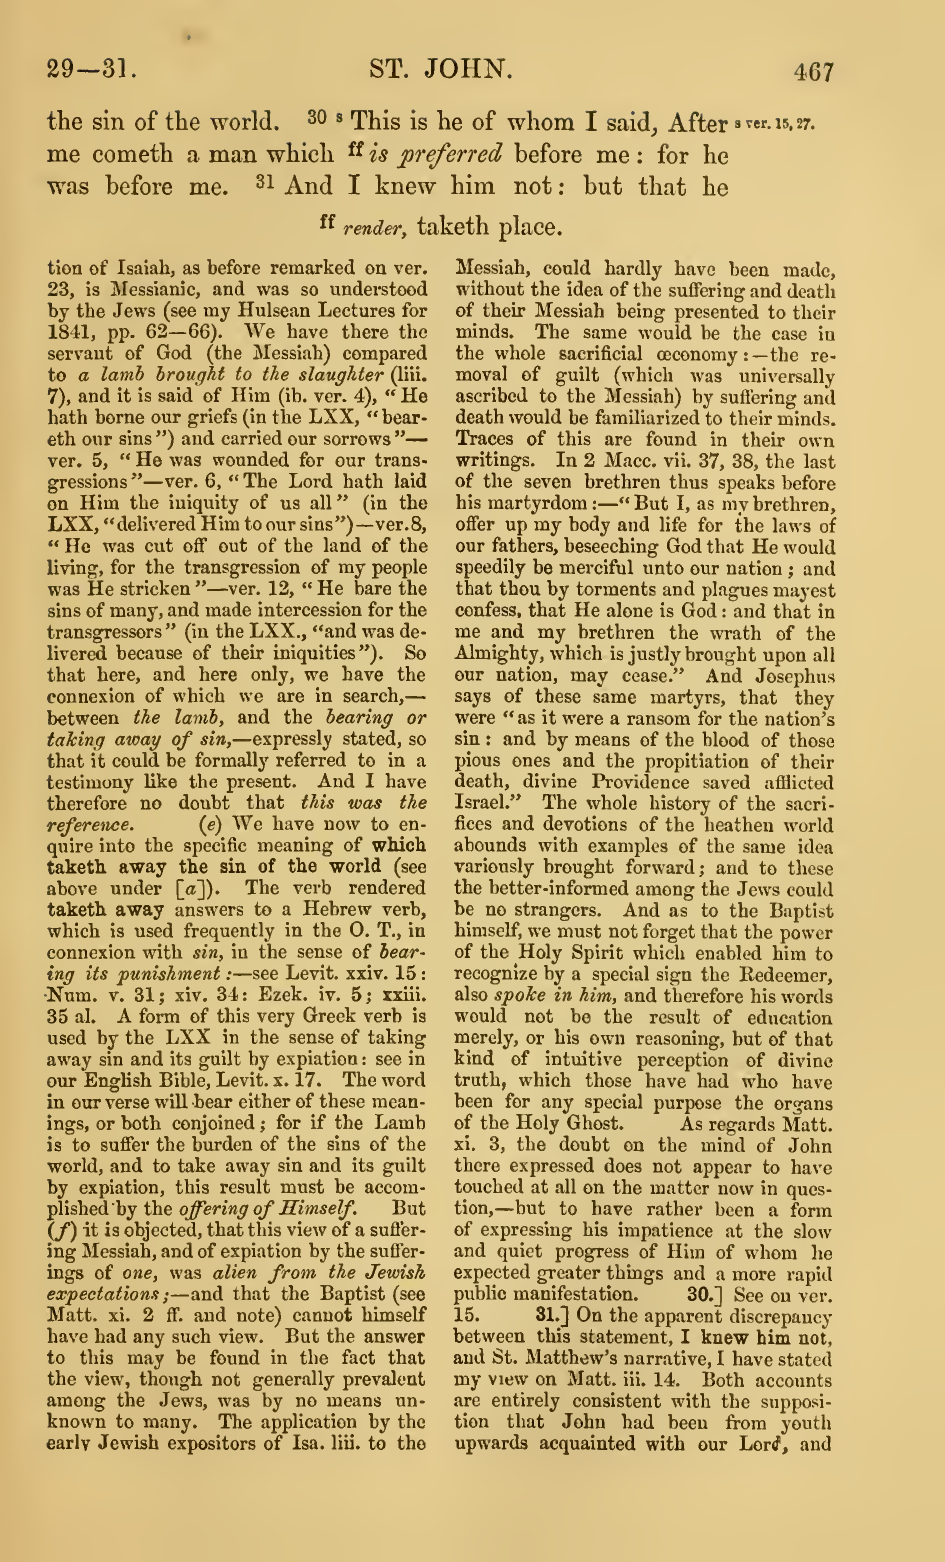 29—31. ST. JOHN. 467
the sin of the world. 30 s This is he of whom I said, After s ver. 15, 27.
me cometh a man which ff is preferred before me : for he
was before me. 31 And I knew him not : but that he
ff render, taketh place.
tion of Isaiah, as before remarked on ver.
23, is Messianic, and was so understood
by the Jews (see my Hulsean Lectures for
1841, pp. 62—66). We have there the
servant of God (the Messiah) compared
to a lamb brought to the slaughter (liii.
7), and it is said of Him (ib. ver. 4), “ He
hath borne our griefs (in the LXX, “bear-
eth our sins”) and carried our sorrows”—
ver. 5, “ He was wounded for our trans-
gressions”—ver. 6, “The Lord hath laid
on Him the iniquity of us all” (in the
LXX, “delivered Him to our sins”)—ver. 8,
“ He was cut off out of the land of the
living, for the transgression of my people
was He stricken”—ver. 12, “ He bare the
sins of many, and made intercession for the
transgressors” (in the LXX., “and was de-
livered because of their iniquities”). So
that here, and here only, we have the
connexion of which we are in search,—
between the lamb, and the bearing or
taking away of sin,—expressly stated, so
that it could be formally referred to in a
testimony like the present. And I have
therefore no doubt that this was the
reference. (e) We have now to en-
quire into the specific meaning of which
taketh away the sin of the world (see
above under [a]). The verb rendered
taketh away answers to a Hebrew verb,
which is used frequently in the O. T., in
connexion with sin, in the sense of bear-
ing its punishment :—see Levit. xxiv. 15 :
Num. v. 31; xiv. 34: Ezek. iv. 5; xxiii.
35 al. A form of this very Greek verb is
used by the LXX in the sense of taking
away sin and its guilt by expiation: see in
our English Bible, Levit. x. 17. The word
in our verse will bear either of these mean-
ings, or both conjoined; for if the Lamb
is to suffer the burden of the sins of the
world, and to take away sin and its guilt
by expiation, this result must be accom-
plished by the offering of Himself. But
(f) it is objected, that this view of a suffer-
ing Messiah, and of expiation by the suffer-
ings of one, was alien from the Jewish
expectations;—and that the Baptist (see
Matt. xi. 2 ff. and note) cannot himself
have had any such view. But the answer
to this may be found in the fact that
the view, though not generally prevalent
among the Jews, was by no means un-
known to many. The application by the
early Jewish expositors of Isa. liii. to the
Messiah, could hardly have been made,
without the idea of the suffering and death
of their Messiah being presented to their
minds. The same would be the case in
the whole sacrificial œconomy :—the re-
moval of guilt (which was universally
ascribed to the Messiah) by suffering and
death would be familiarized to their minds.
Traces of this are found in their own
writings. In 2 Macc. vii. 37, 38, the last
of the seven brethren thus speaks before
his martyrdom :—“But I, as my brethren,
offer up my body and life for the laws of
our fathers, beseeching God that He would
speedily be merciful unto our nation ; and
that thou by torments and plagues mayest
confess, that He alone is God : and that in
me and my brethren the wrath of the
Almighty, which is justly brought upon all
our nation, may cease.” And Josephus
says of these same martyrs, that they
were “as it were a ransom for the nation's
sin : and by means of the blood of those
pious ones and the propitiation of their
death, divine Providence saved afflicted
Israel.” The whole history of the sacri-
fices and devotions of the heathen world
abounds with examples of the same idea
variously brought forward; and to these
the better-informed among the Jews could
be no strangers. And as to the Baptist
himself, we must not forget that the power
of the Holy Spirit which enabled him to
recognize by a special sign the Redeemer,
also spoke in him, and therefore his words
would not be the result of education
merely, or his own reasoning, but of that
kind of intuitive perception of divine
truth, which those have had who have
been for any special purpose the organs
of the Holy Ghost. As regards Matt.
xi. 3, the doubt on the mind of John
there expressed does not appear to have
touched at all on the matter now in ques-
tion,—but to have rather been a form
of expressing his impatience at the slow
and quiet progress of Him of whom he
expected greater things and a more rapid
public manifestation. 30.] See on ver.
15. 31.] On the apparent discrepancy
between this statement, I knew him not,
and St. Matthew's narrative, I have stated
my view on Matt. iii. 14. Both accounts
are entirely consistent with the supposi-
tion that John had been from youth
upwards acquainted with our Lord, and